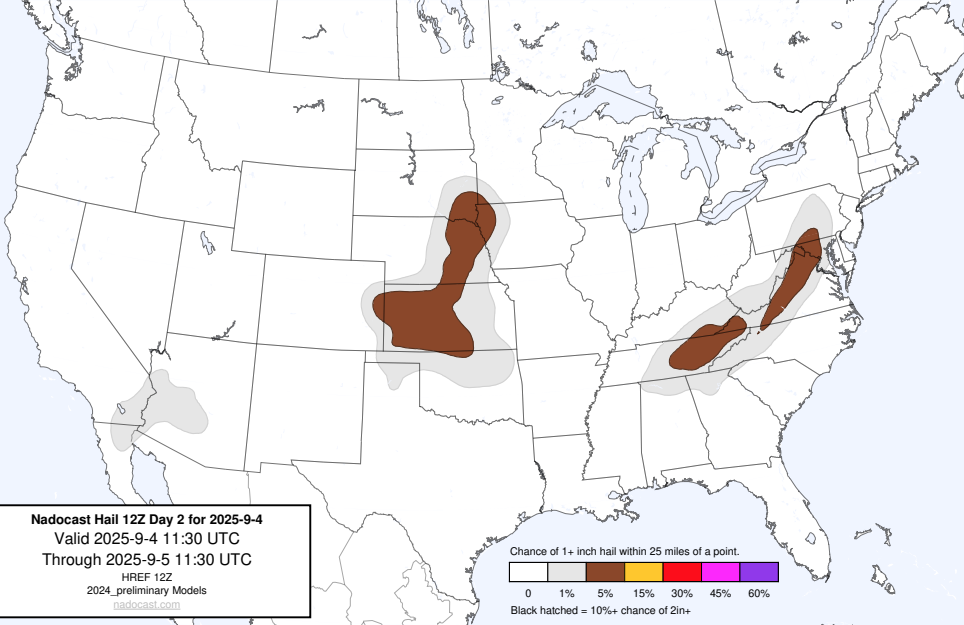 Nadocast Hail 12Z Day 2 for 2025-9-4
Valid 2025-9-4 11:30 UTC
Through 2025-9-5 11:30 UTC
HREF 12Z
2024_preliminary Models
nadocast.com
Chance of 1+ inch hail within 25 miles of a point.
0 1% 5% 15% 30% 45% 60%
Black hatched = 10%+ chance of 2in+